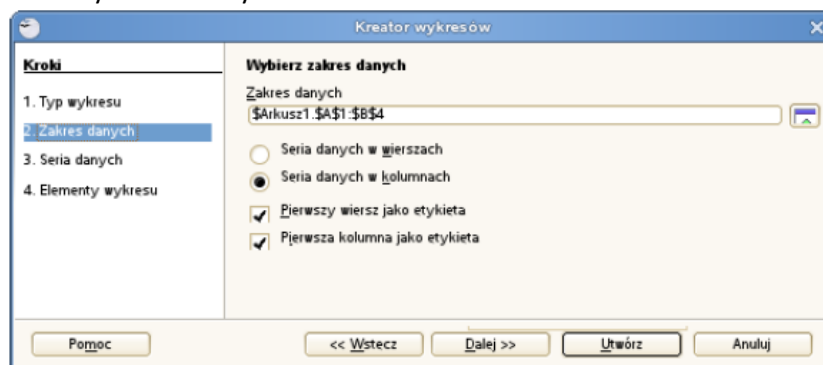 Kreator wykresów
Kroki
1. Typ wykresu
2. Zakres danych
3. Seria danych
4. Elementy wykresu
Wybierz zakres danych
Zakres danych
$Arkusz1.$A$1:$B$4
Seria danych w wierszach
Seria danych w kolumnach
Pierwszy wiersz jako etykieta
Pierwsza kolumna jako etykieta
Pomoc
<< Wstecz
Dalej >>
Utwórz
Anuluj